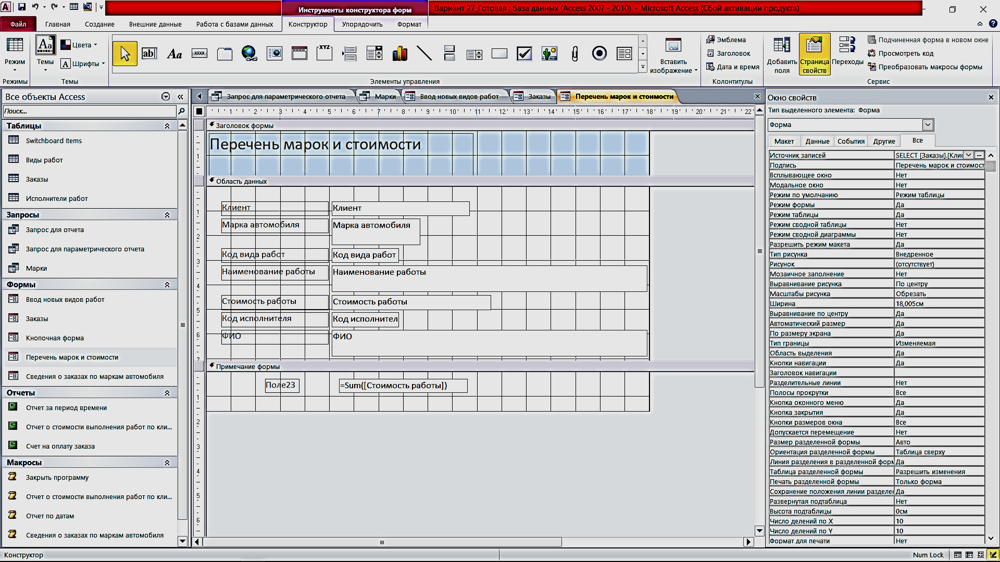 Инструменты конструктора форм
Вариант 27_Готовая : база данных (Access 2007 - 2010) - Microsoft Access (Сбой активации продукта)
Файл
Главная
Создание
Внешние данные
Работа с базами данных
Конструктор
Упорядочить
Формат
Режим
Режимы
Темы
Цвета
Шрифты
Темы
Элементы управления
Вставить
изображение
Эмблема
Заголовок
Дата и время
Колонтитулы
Добавить
поля
Страница
свойств
Переходы
Подчиненная форма в новом окне
Просмотреть код
Преобразовать макросы формы
Сервис
Все объекты Access
Поиск...
Таблицы
Switchboard Items
Виды работ
Заказы
Исполнители работ
Запросы
Запрос для отчета
Запрос для параметрического отчета
Марки
Формы
Ввод новых видов работ
Заказы
Кнопочная форма
Перечень марок и стоимости
Сведения о заказах по маркам автомобиля
Отчеты
Отчет за период времени
Отчет о стоимости выполнения работ по кли...
Счет на оплату заказа
Макросы
Закрыть программу
Отчет о стоимости выполнения работ по кли...
Отчет по датам
Сведения о заказах по маркам автомобиля
Запрос для параметрического отчета
Марки
Ввод новых видов работ
Заказы
Перечень марок и стоимости
1 2 3 4 5 6 7 8 9 10 11 12 13 14 15 16 17 18 19 20 21 22
Заголовок формы
Перечень марок и стоимости
1
Область данных
Клиент Клиент
1
Марка автомобиля Марка автомобиля
2
Код вида работ Код вида работ
3
Наименование работы Наименование работы
4
Стоимость работы Стоимость работы
5
Код исполнителя Код исполнител
6
ФИО ФИО
7
Примечание формы
Поле23 =Sum([Стоимость работы])
1
2
3
4
5
6
Окно свойств
Тип выделенного элемента: Форма
Форма
Макет Данные События Другие Все
Источник записей SELECT [Заказы].[Клие
Подпись Перечень марок и стоимост
Всплывающее окно Нет
Модальное окно Нет
Режим по умолчанию Режим таблицы
Режим формы Да
Режим таблицы Да
Режим сводной таблицы Нет
Режим сводной диаграммы Нет
Разрешить режим макета Да
Тип рисунка Внедренное
Рисунок (отсутствует)
Мозаичное заполнение Нет
Выравнивание рисунка По центру
Масштабы рисунка Обрезать
Ширина 18,005см
Выравнивание по центру Да
Автоматический размер Да
По размеру экрана Да
Тип границы Изменяемая
Область выделения Да
Кнопки навигации Да
Заголовок навигации
Разделительные линии Нет
Полосы прокрутки Все
Кнопка оконного меню Да
Кнопка закрытия Да
Кнопки размеров окна Все
Допускается перемещение Нет
Размер разделенной формы Авто
Ориентация разделенной формы Таблица сверху
Линия разделения в разделенной форм Да
Таблица разделенной формы Разрешить изменения
Печать разделенной формы Только форма
Сохранение положения линии разделен Да
Развернутая подтаблица Нет
Высота подтаблицы 0см
Число делений по X 10
Число делений по Y 10
Формат для печати Нет
Конструктор
Num Lock